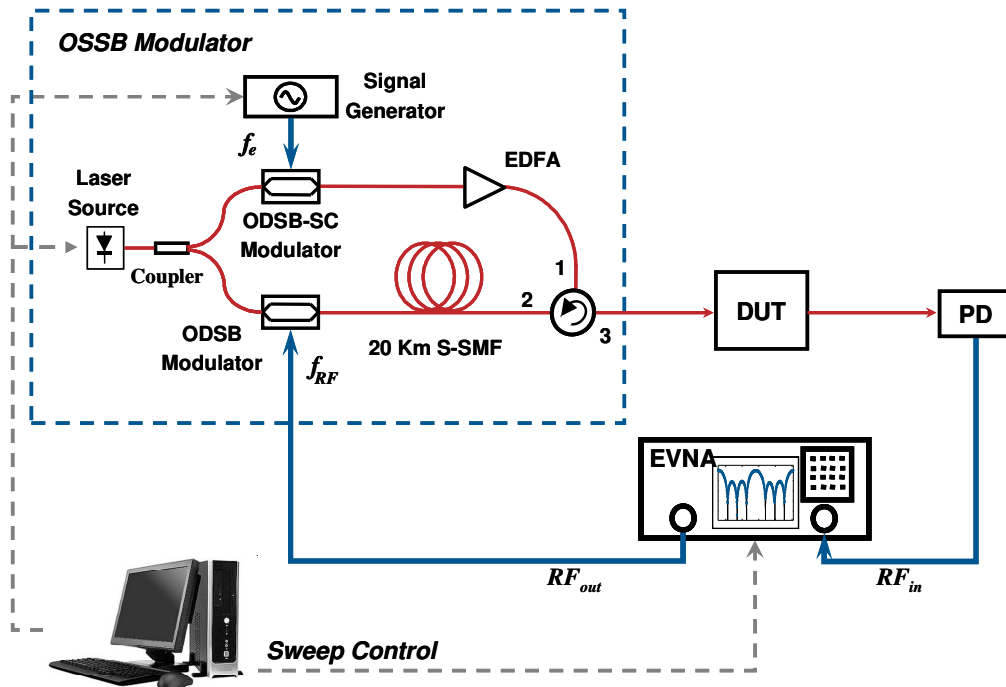 OSSB Modulator
Signal
Generator
f_e
EDFA
Laser
Source
ODSB-SC
Modulator
Coupler
1
2
3
ODSB
Modulator
f_RF
20 Km S-SMF
DUT
PD
EVNA
RF_out
RF_in
Sweep Control